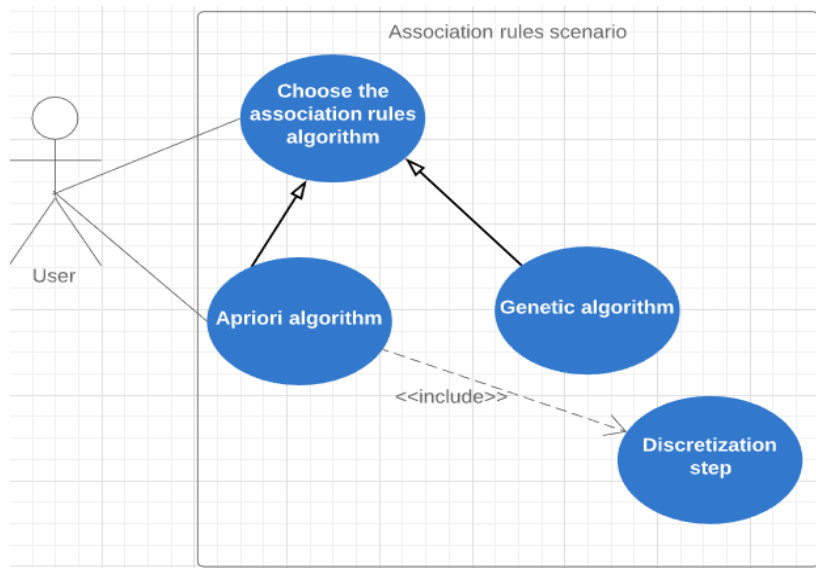 Association rules scenario
Choose the
association rules
algorithm
User
Apriori algorithm
Genetic algorithm
<<include>>
Discretization
step